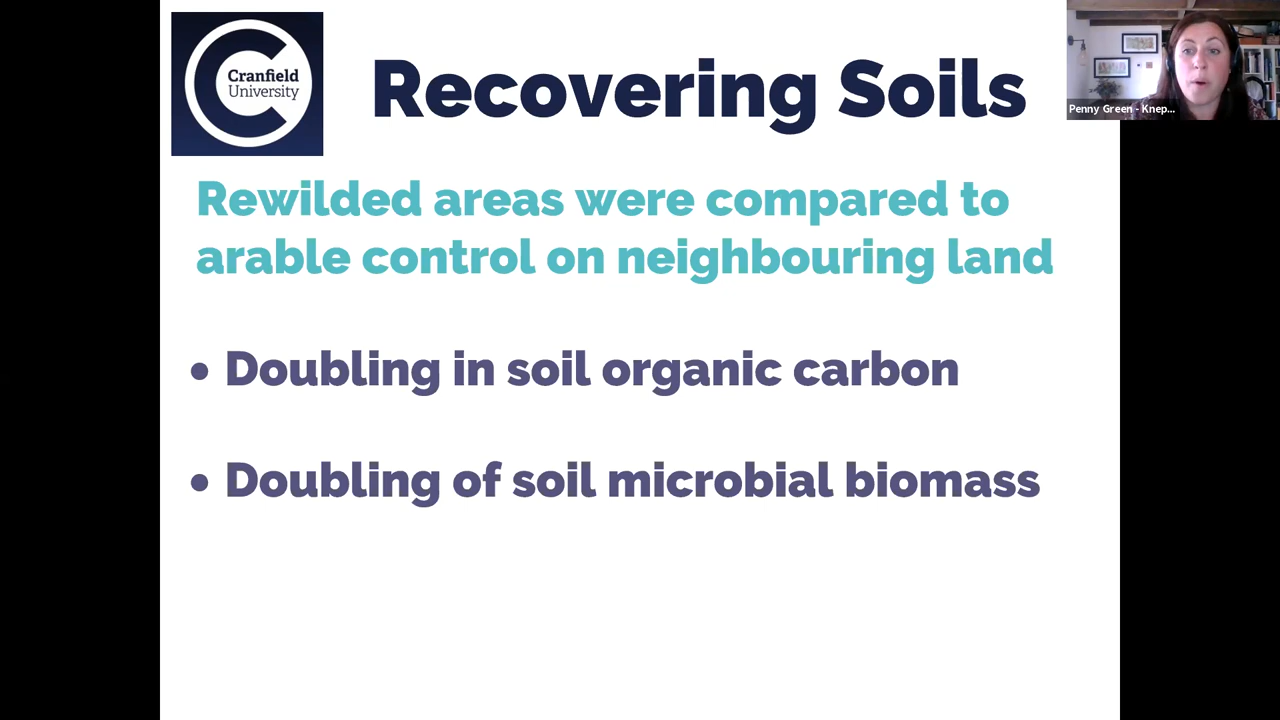 Cranfield
University
Recovering Soils
Penny Green - Knep...
Rewilded areas were compared to
arable control on neighbouring land
• Doubling in soil organic carbon
• Doubling of soil microbial biomass